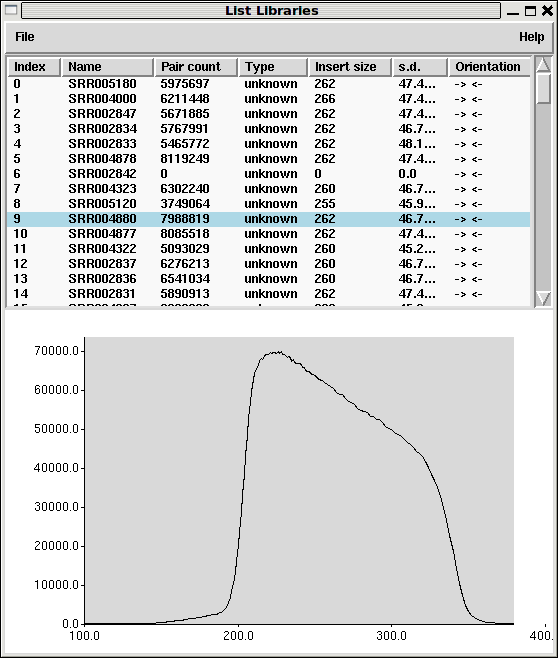 List Libraries
File Help
Index Name Pair count Type Insert size s.d. Orientation
0 SRR005180 5975697 unknown 262 47.4... -> <-
1 SRR004000 6211448 unknown 266 47.4... -> <-
2 SRR002847 5671885 unknown 262 47.4... -> <-
3 SRR002834 5767991 unknown 262 46.7... -> <-
4 SRR002833 5465772 unknown 262 48.1... -> <-
5 SRR004878 8119249 unknown 262 47.4... -> <-
6 SRR002842 0 unknown 0 0.0 -> <-
7 SRR004323 6302240 unknown 260 46.7... -> <-
8 SRR005120 3749064 unknown 255 45.9... -> <-
9 SRR004880 7988819 unknown 262 46.7... -> <-
10 SRR004877 8085518 unknown 262 47.4... -> <-
11 SRR004322 5093029 unknown 260 45.2... -> <-
12 SRR002837 6276213 unknown 260 46.7... -> <-
13 SRR002836 6541034 unknown 260 46.7... -> <-
14 SRR002831 5890913 unknown 262 47.4... -> <-
70000.0
60000.0
50000.0
40000.0
30000.0
20000.0
10000.0
0.0
100.0 200.0 300.0 400.